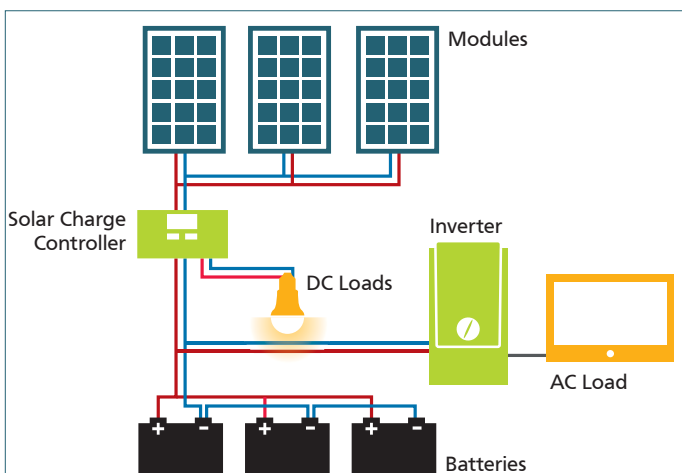 Modules
Solar Charge
Controller
Inverter
DC Loads
AC Load
+ – + – + –
Batteries